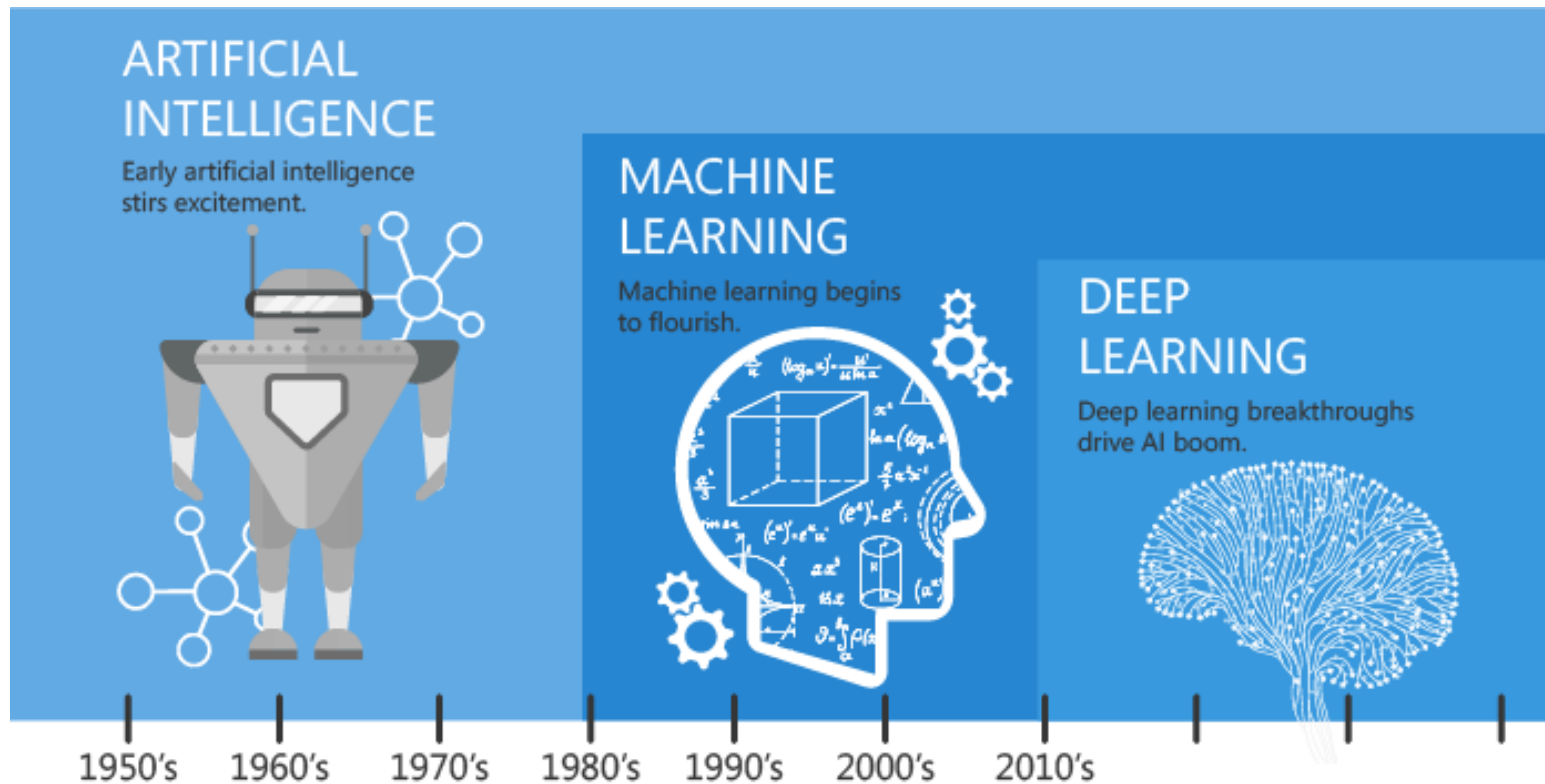 ARTIFICIAL
INTELLIGENCE
Early artificial intelligence
stirs excitement.
MACHINE
LEARNING
Machine learning begins
to flourish.
DEEP
LEARNING
Deep learning breakthroughs
drive AI boom.
1950's
1960's
1970's
1980's
1990's
2000's
2010's